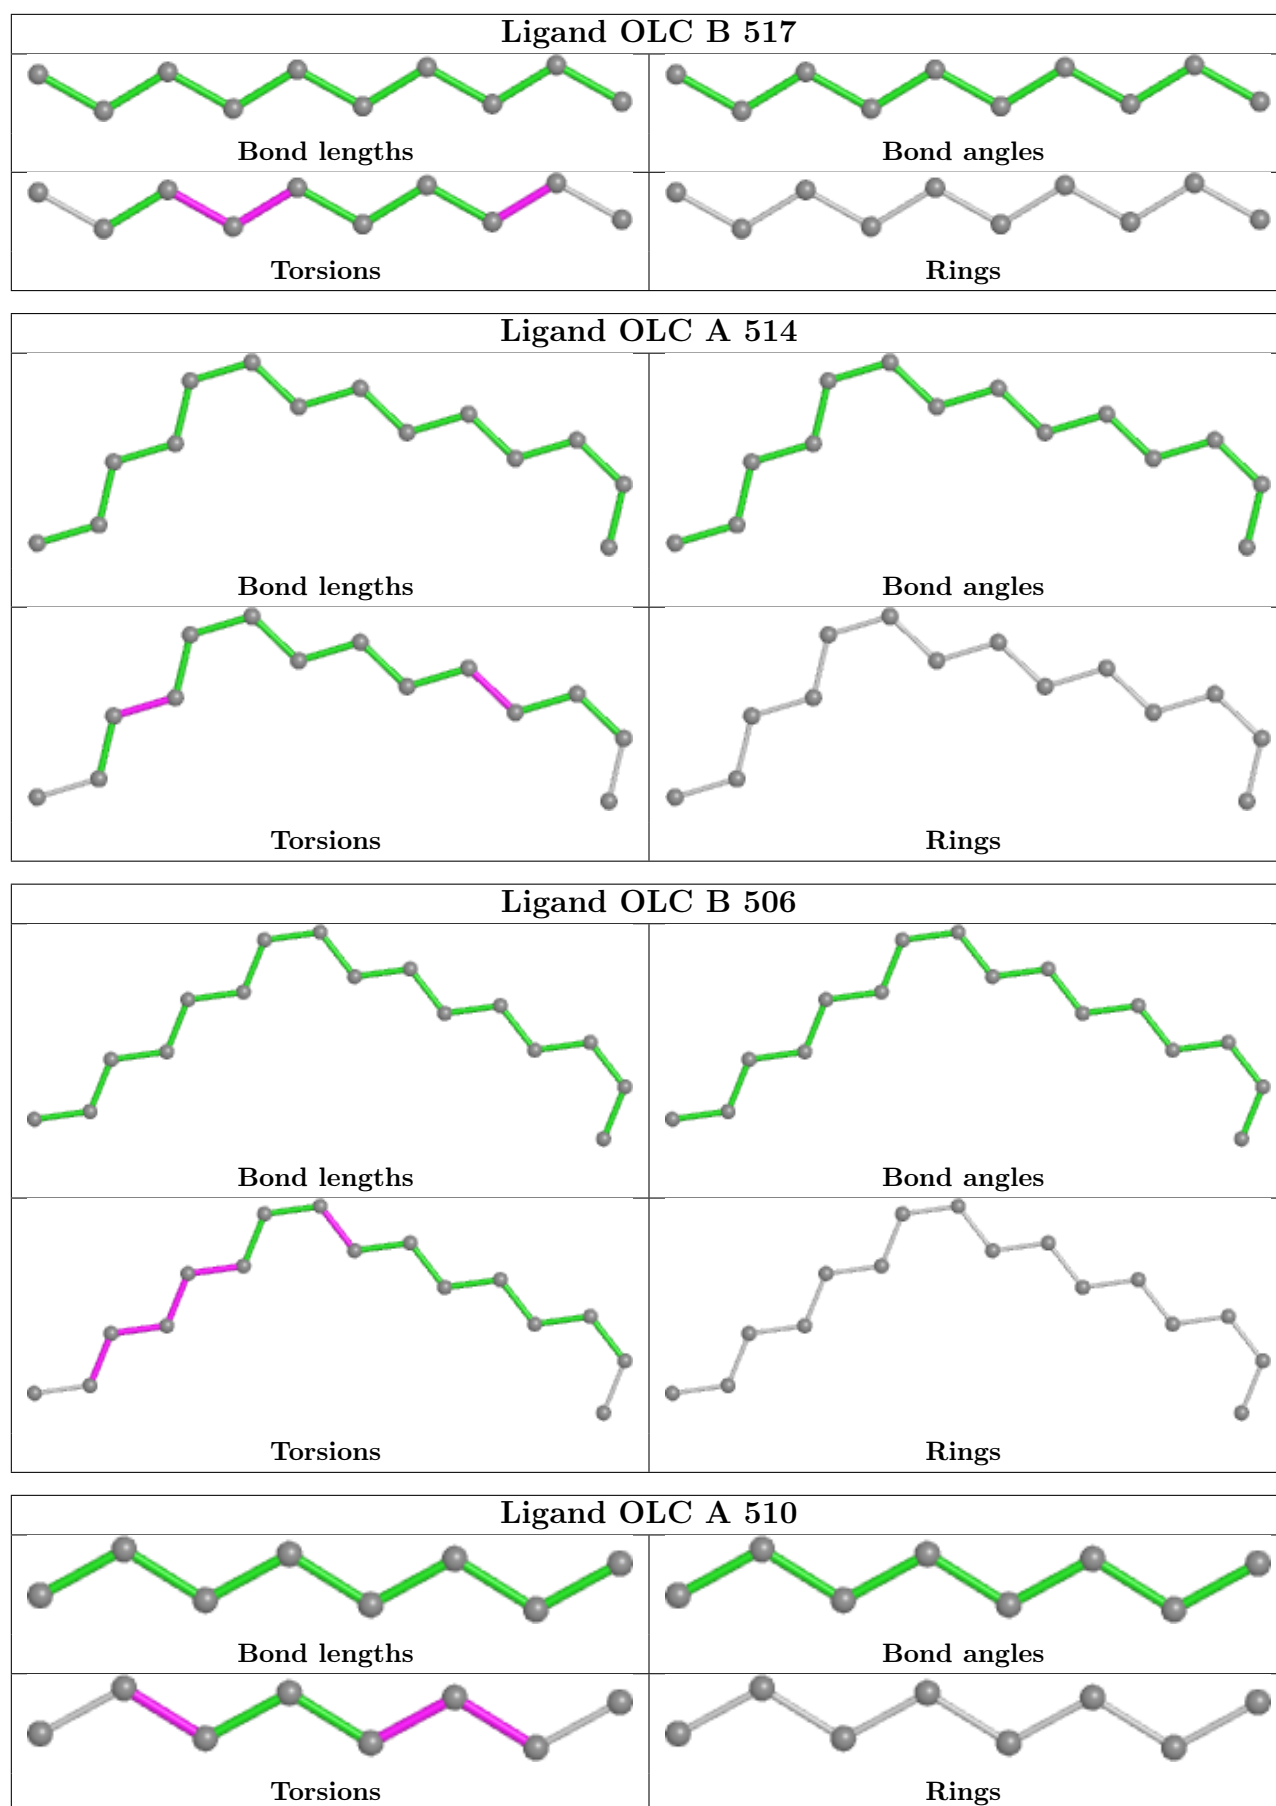 Ligand OLC B 517
Bond lengths
Bond angles
Torsions
Rings
Ligand OLC A 514
Bond lengths
Bond angles
Torsions
Rings
Ligand OLC B 506
Bond lengths
Bond angles
Torsions
Rings
Ligand OLC A 510
Bond lengths
Bond angles
Torsions
Rings